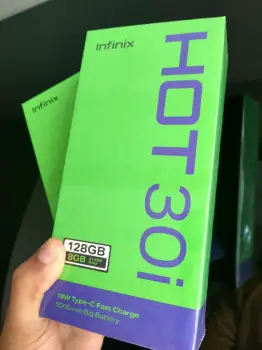 Infinix
Infinix
HOT 30i
128GB
8GB
18W Type-C Fast Charge
5000mAh Big Battery